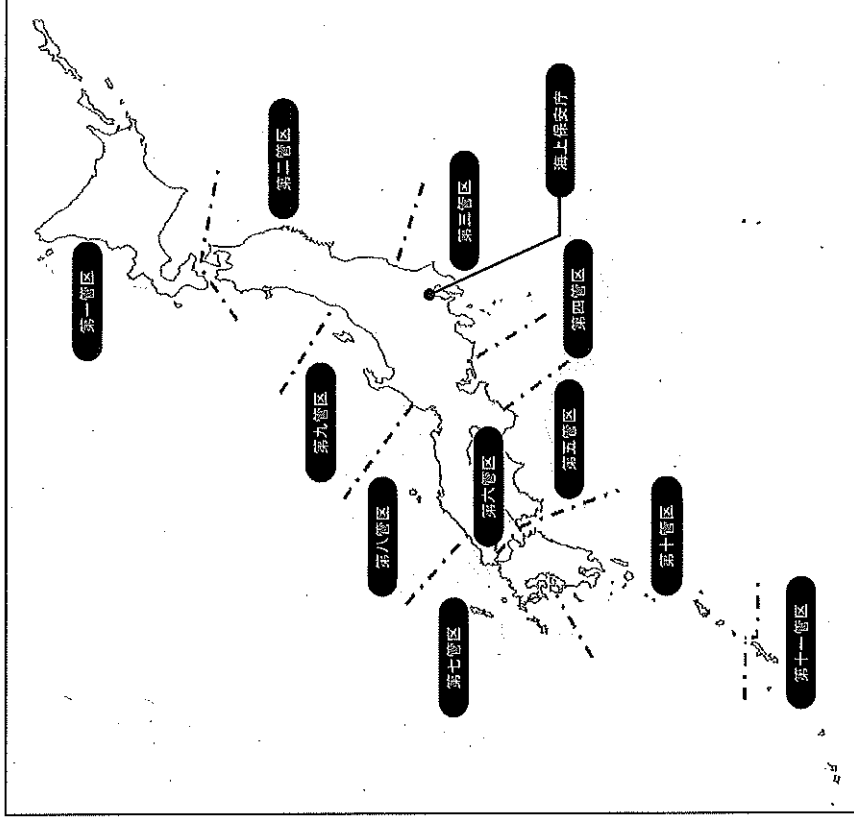 第一管区
第二管区
第三管区
海上保安庁
第四管区
第五管区
第六管区
第七管区
第八管区
第九管区
第十管区
第十一管区